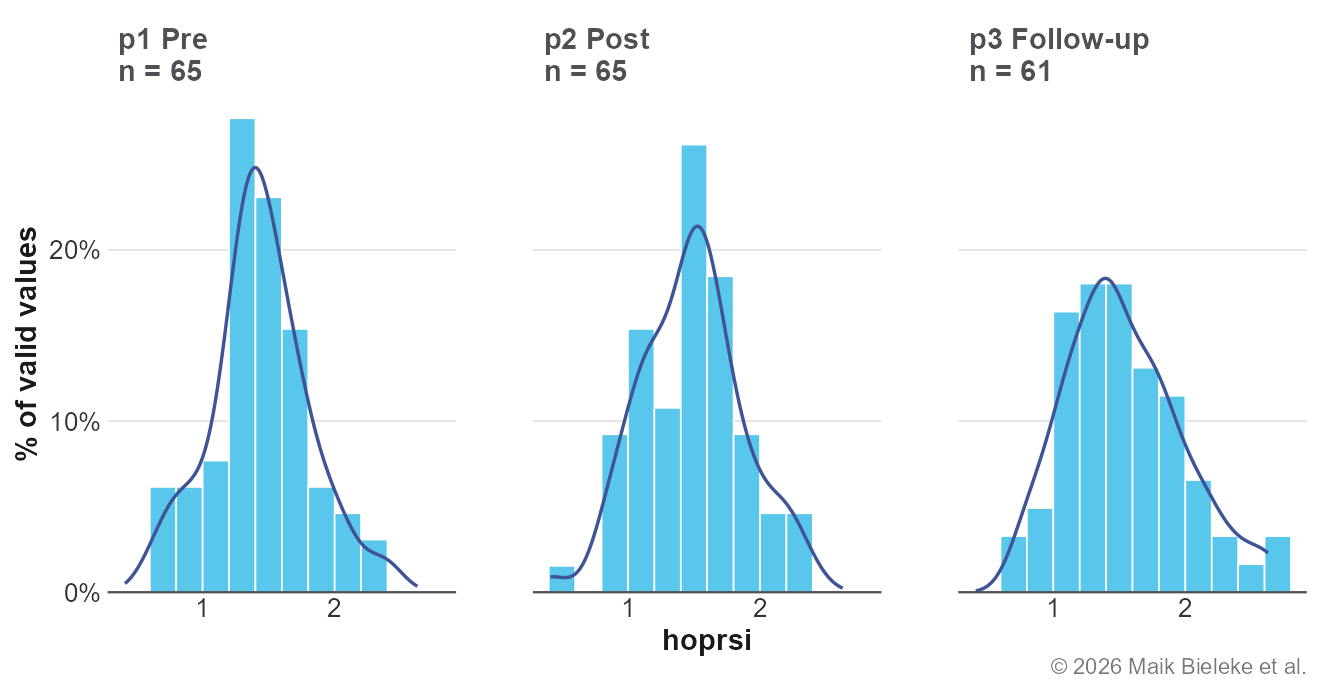 p1 Pre
n = 65
p2 Post
n = 65
p3 Follow-up
n = 61
% of valid values
20%
10%
0%
1 2
1 2
1 2
hoprsi
© 2026 Maik Bieleke et al.